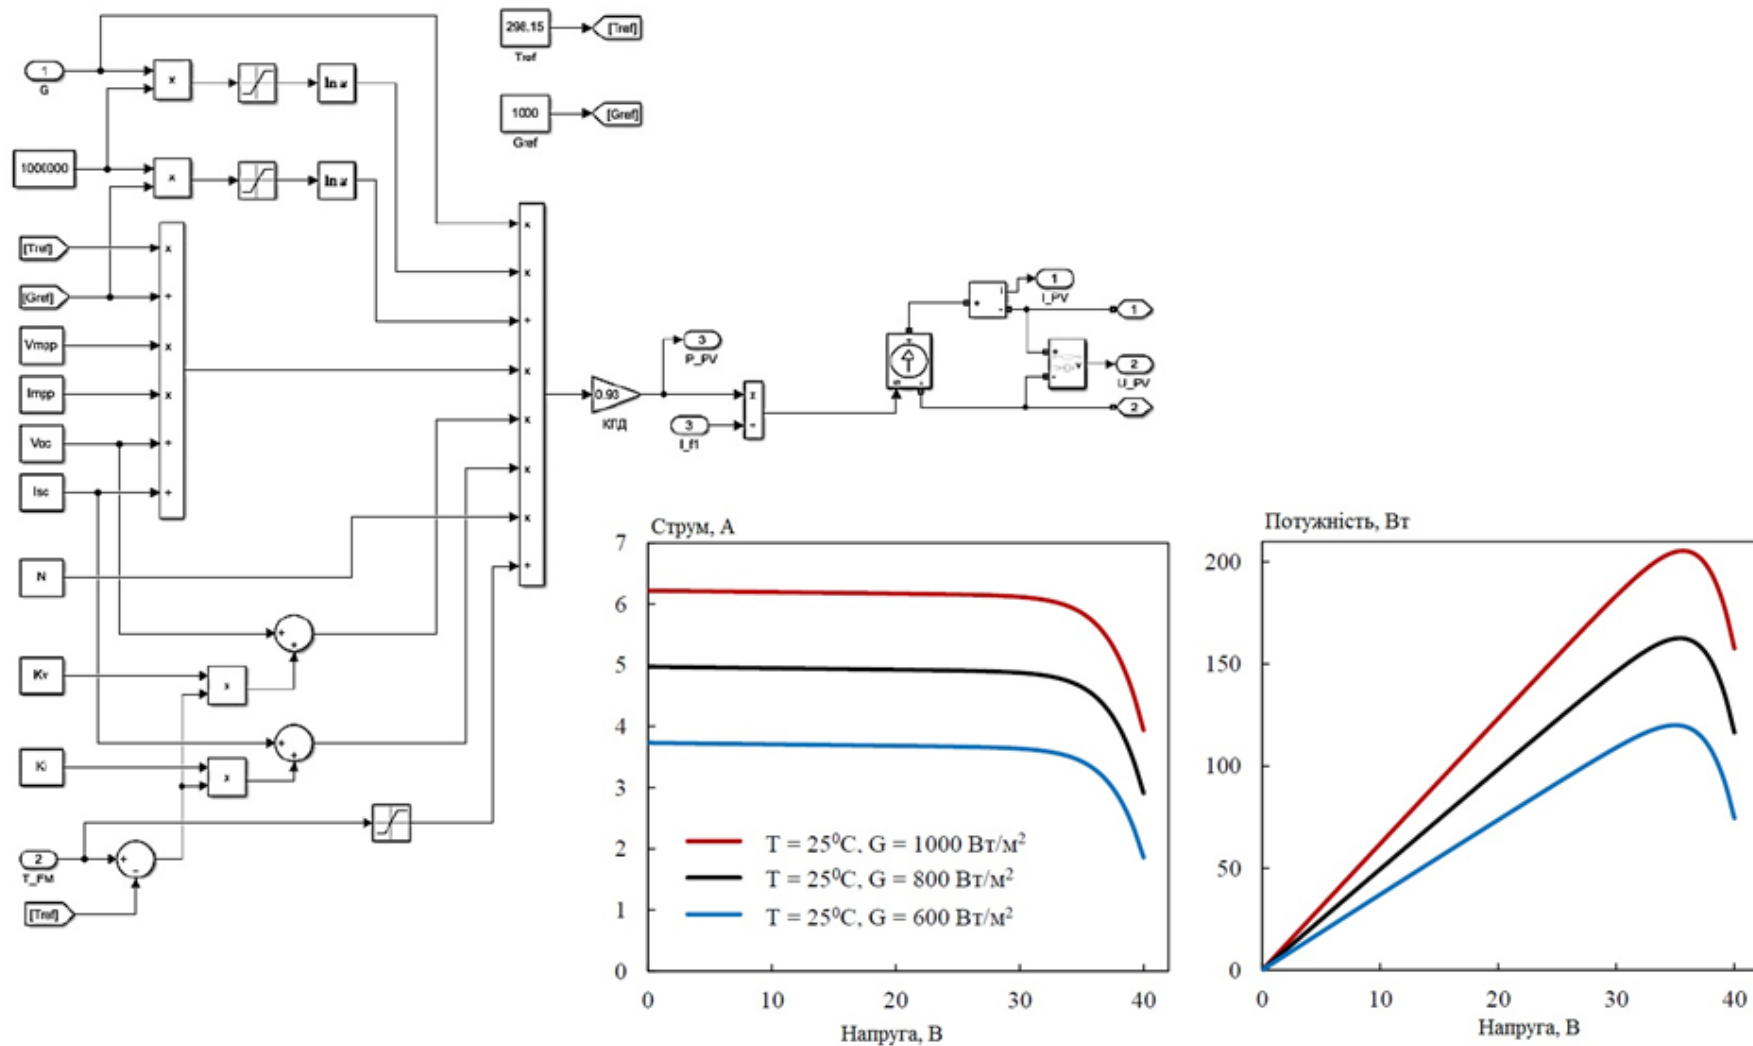 298.15
[Tref]
Tref
1
G
x
ln u
1000
[Gref]
Gref
1000000
x
ln u
[Tref]
x
[Gref]
÷
Vmpp
x
Impp
x
Voc
÷
Isc
÷
N
Kv
x
Ki
x
2
T_FM
+
-
[Tref]
+
+
+
+
x
x
÷
x
x
x
x
÷
0.93
КПД
3
P_PV
3
x
÷
1
I_PV
1
2
U_PV
2
Струм, А
7
6
5
4
3
2
1
0
0 10 20 30 40
Напруга, В
T = 25⁰C, G = 1000 Вт/м²
T = 25⁰C, G = 800 Вт/м²
T = 25⁰C, G = 600 Вт/м²
Потужність, Вт
200
150
100
50
0
0 10 20 30 40
Напруга, В